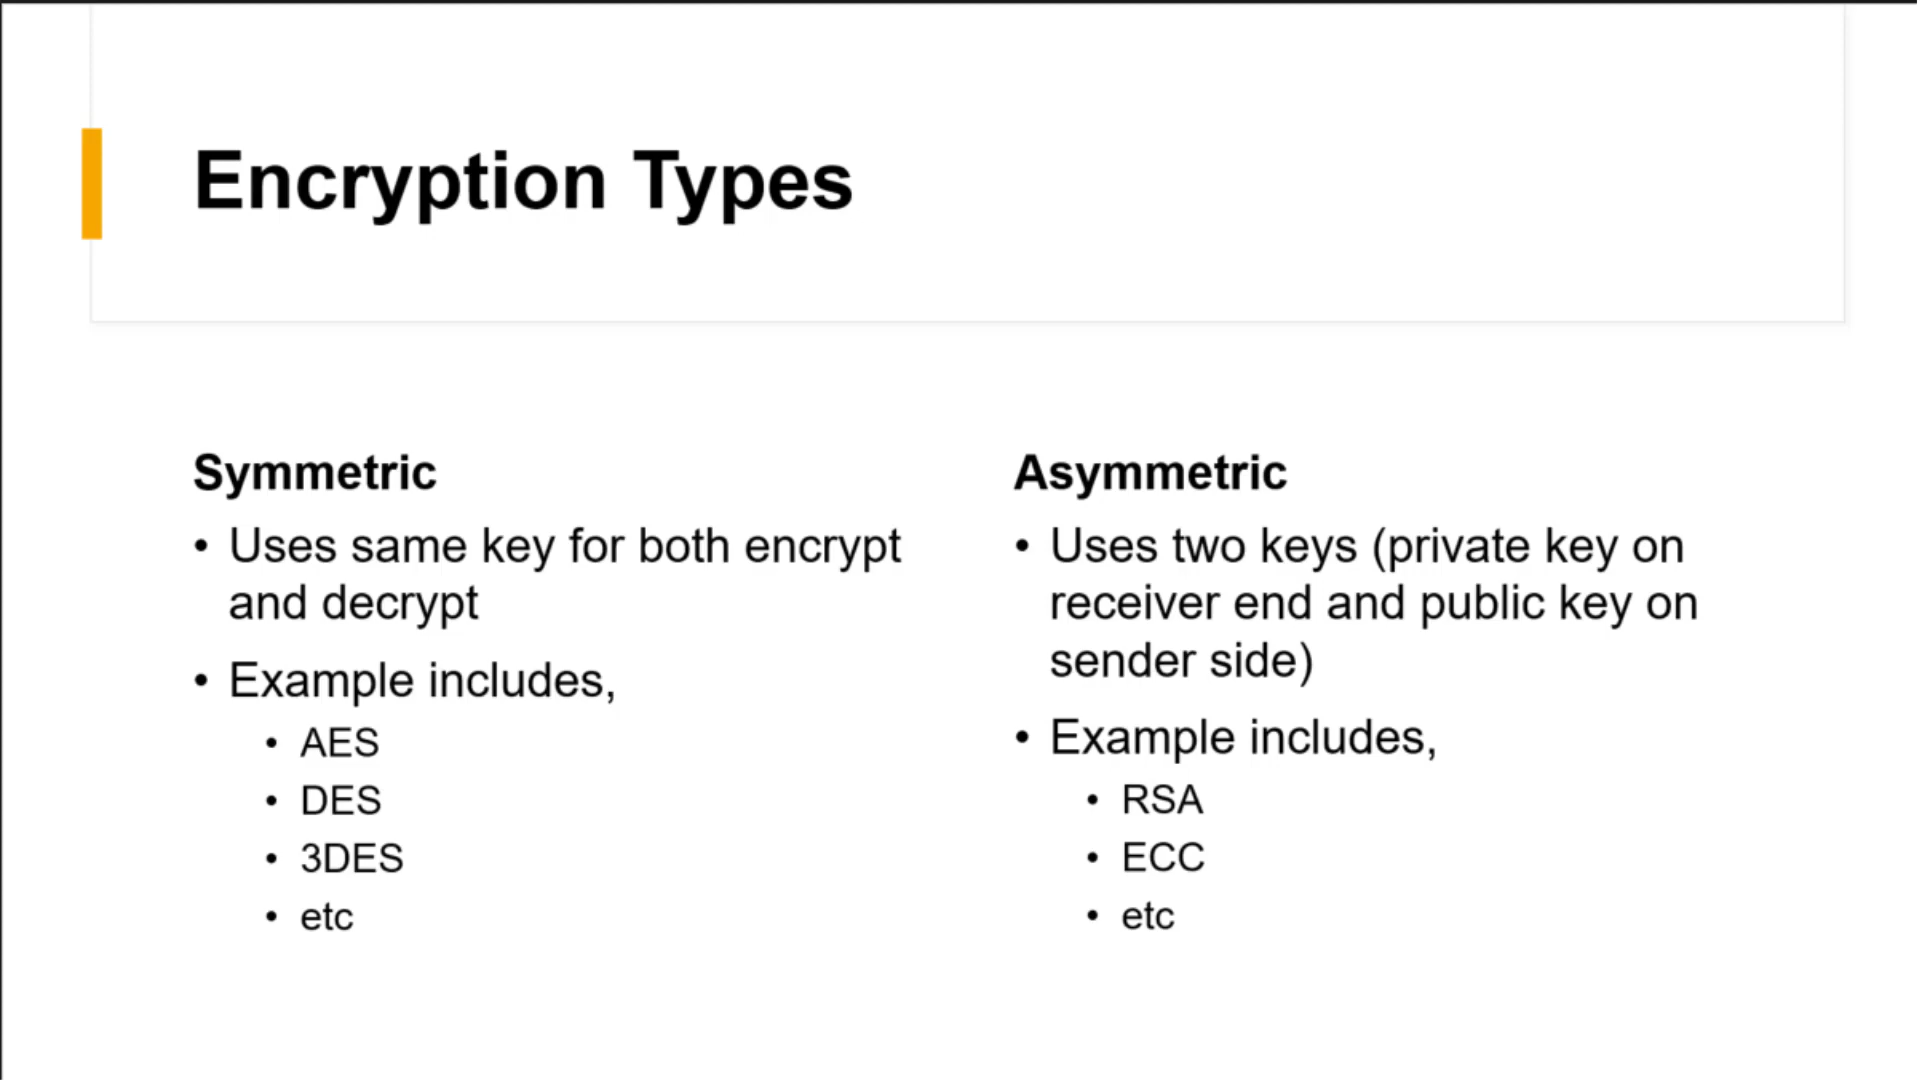 Encryption Types
Symmetric
• Uses same key for both encrypt
and decrypt
• Example includes,
• AES
• DES
• 3DES
• etc
Asymmetric
• Uses two keys (private key on
receiver end and public key on
sender side)
• Example includes,
• RSA
• ECC
• etc